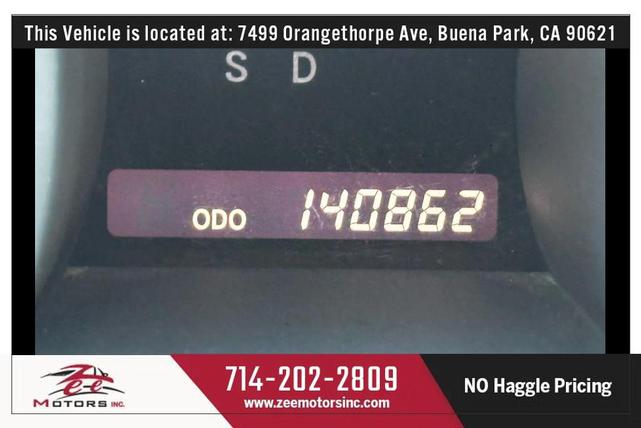 This Vehicle is located at: 7499 Orangethorpe Ave, Buena Park, CA 90621
S D
ODO 140862
Zee
MOTORS INC.
714-202-2809
www.zeemotorsinc.com
NO Haggle Pricing